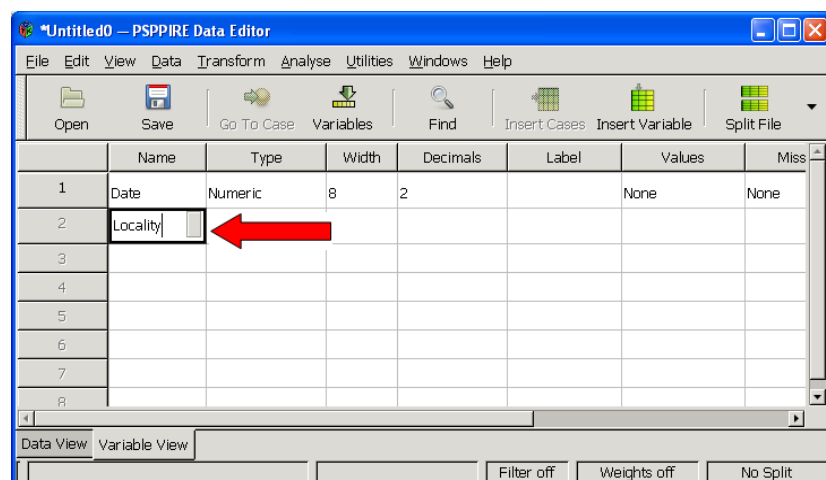 *Untitled0 — PSPPIRE Data Editor
File Edit View Data Transform Analyse Utilities Windows Help
Open Save Go To Case Variables Find Insert Cases Insert Variable Split File
Name Type Width Decimals Label Values Miss
1 Date Numeric 8 2 None None
2 Locality
3
4
5
6
7
8
Data View Variable View
Filter off Weights off No Split